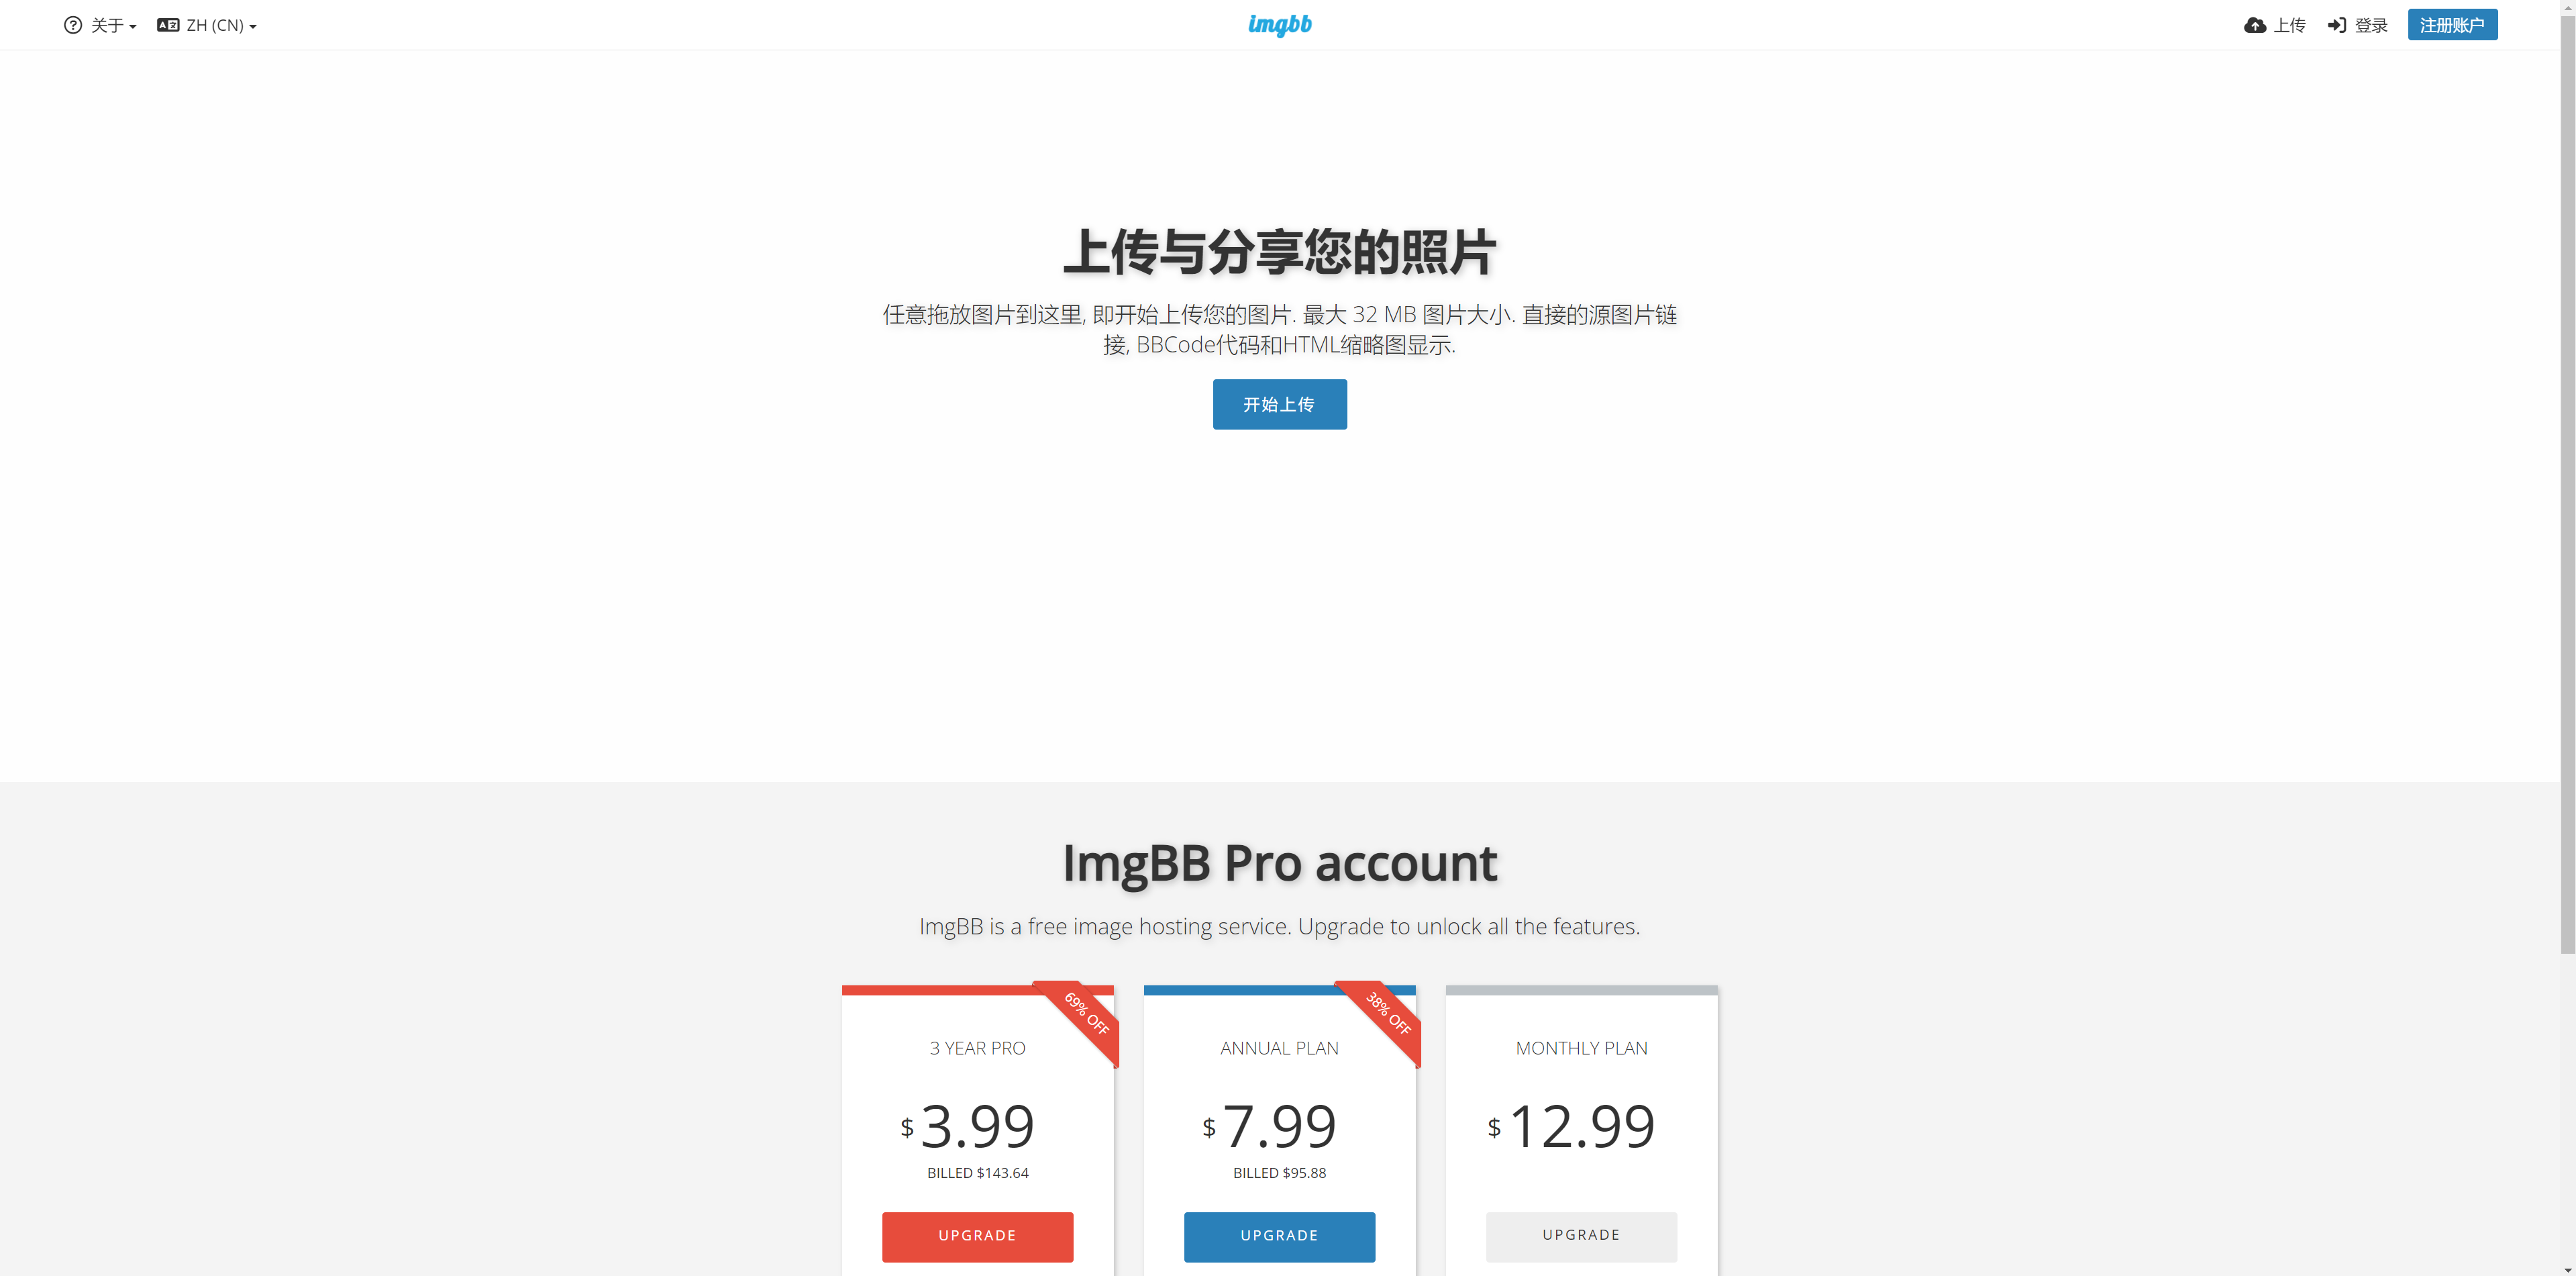 关于 ZH (CN) imgbb 上传 登录 注册账户
上传与分享您的照片
任意拖放图片到这里, 即开始上传您的图片. 最大 32 MB 图片大小. 直接的源图片链
接, BBCode代码和HTML缩略图显示.
开始上传
ImgBB Pro account
ImgBB is a free image hosting service. Upgrade to unlock all the features.
69% OFF
3 YEAR PRO
$ 3.99
BILLED $143.64
UPGRADE
38% OFF
ANNUAL PLAN
$ 7.99
BILLED $95.88
UPGRADE
MONTHLY PLAN
$ 12.99
UPGRADE